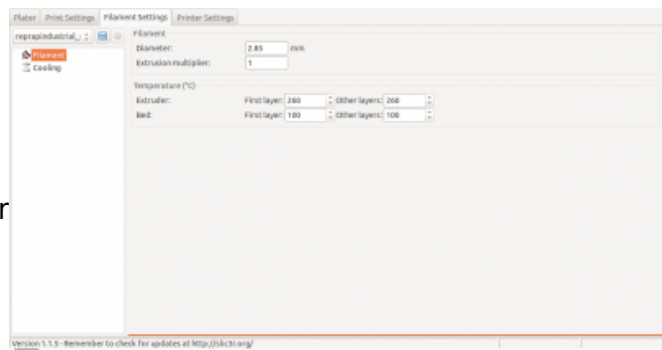 Plater Print Settings Filament Settings Printer Settings
reprapindustrial_
Filament
Cooling
Filament
Diameter: 2.85 mm
Extrusion multiplier: 1
Temperature (°C)
Extruder: First layer: 260 Other layers: 260
Bed: First layer: 100 Other layers: 100
r
Version 1.1.5 - Remember to check for updates at http://slic3r.org/